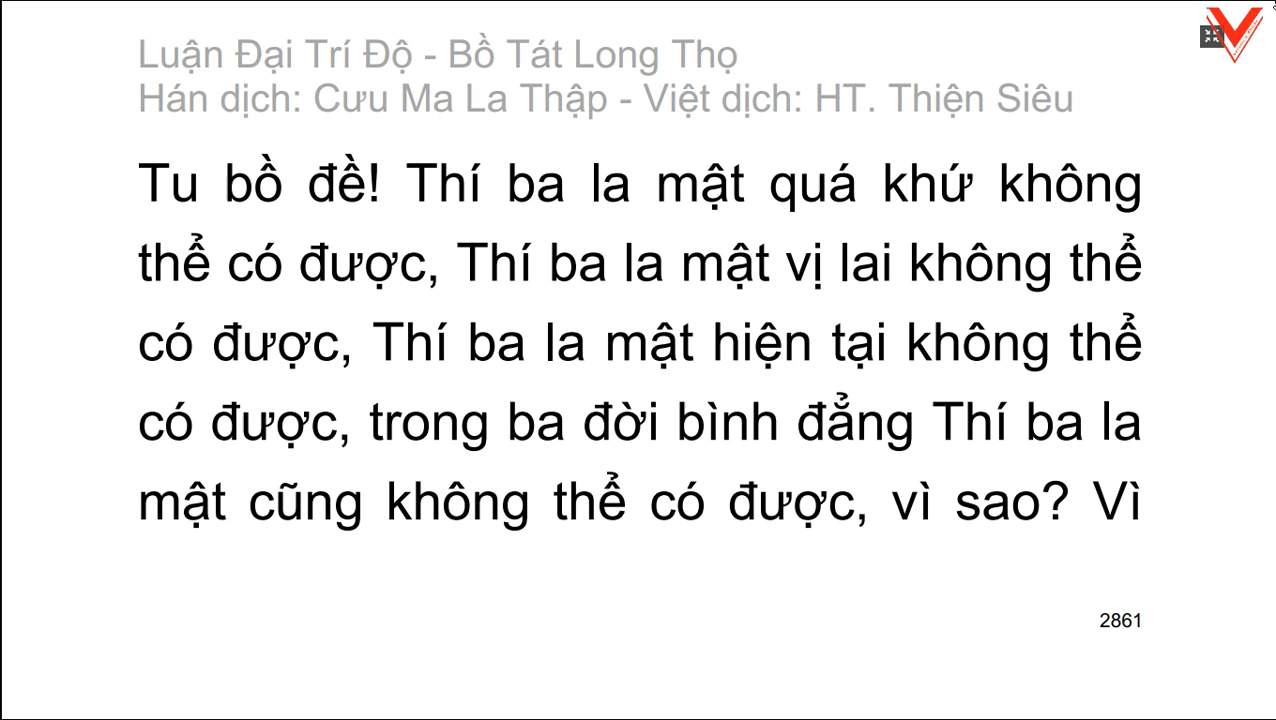 Luận Đại Trí Độ - Bồ Tát Long Thọ
Hán dịch: Cưu Ma La Thập - Việt dịch: HT. Thiện Siêu
Tu bồ đề! Thí ba la mật quá khứ không
thể có được, Thí ba la mật vị lai không thể
có được, Thí ba la mật hiện tại không thể
có được, trong ba đời bình đẳng Thí ba la
mật cũng không thể có được, vì sao? Vì
2861